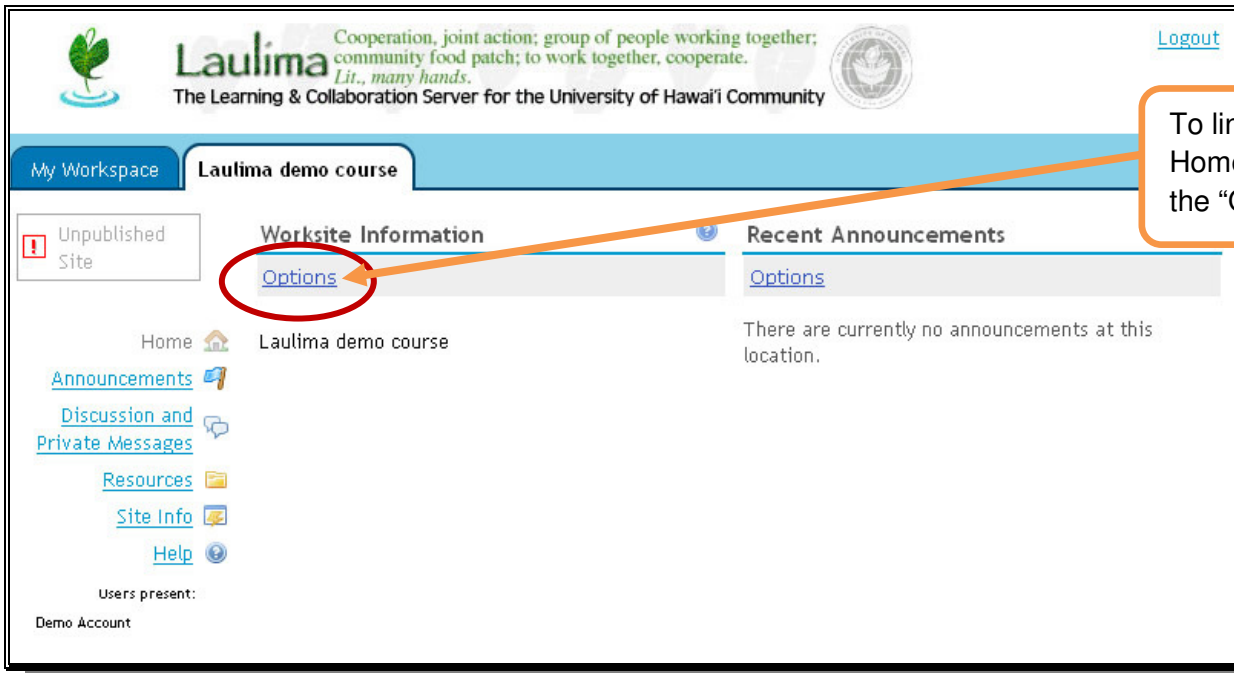 Laulima
Cooperation, joint action; group of people working together;
community food patch; to work together, cooperate.
Lit., many hands.
The Learning & Collaboration Server for the University of Hawai'i Community
Logout
My Workspace
Laulima demo course
To
the
Unpublished
Site
Worksite Information
Options
Laulima demo course
Recent Announcements
Options
There are currently no announcements at this
location.
Home
Announcements
Discussion and
Private Messages
Resources
Site Info
Help
Users present:
Demo Account